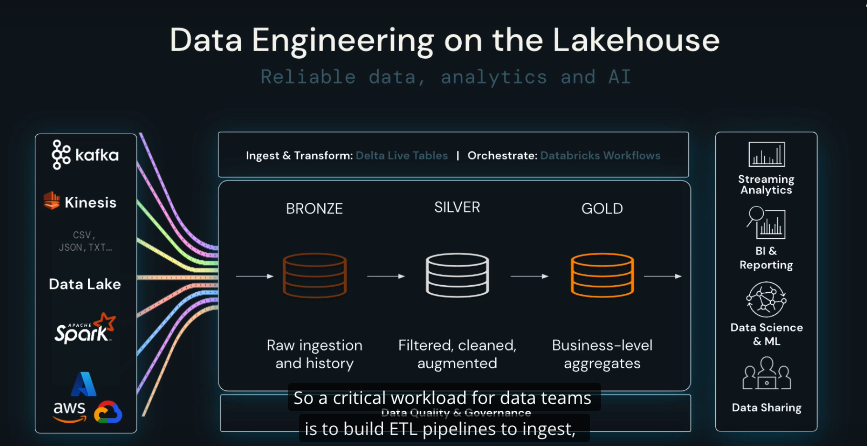 Data Engineering on the Lakehouse
Reliable data, analytics and AI
kafka
Kinesis
CSV,
JSON,TXT...
Data Lake
APACHE
Spark
aws
Ingest & Transform: Delta Live Tables | Orchestrate: Databricks Workflows
BRONZE
SILVER
GOLD
Raw ingestion
and history
Filtered, cleaned,
augmented
Business-level
aggregates
Data Quality & Governance
Streaming
Analytics
BI &
Reporting
Data Science
& ML
Data Sharing
So a critical workload for data teams
is to build ETL pipelines to ingest,